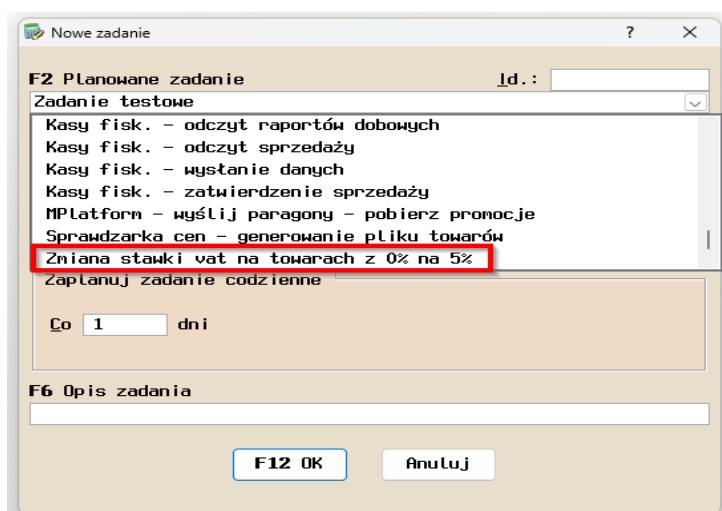 Nowe zadanie ? ×
F2 Planowane zadanie Id.:
Zadanie testowe
Kasy fisk. - odczyt raportów dobowych
Kasy fisk. - odczyt sprzedaży
Kasy fisk. - wysłanie danych
Kasy fisk. - zatwierdzenie sprzedaży
MPlatform - wyślij paragony - pobierz promocje
Sprawdzarka cen - generowanie pliku towarów
Zmiana stawki vat na towarach z 0% na 5%
Zaplanuj zadanie codzienne
Co 1 dni
F6 Opis zadania
F12 OK Anuluj